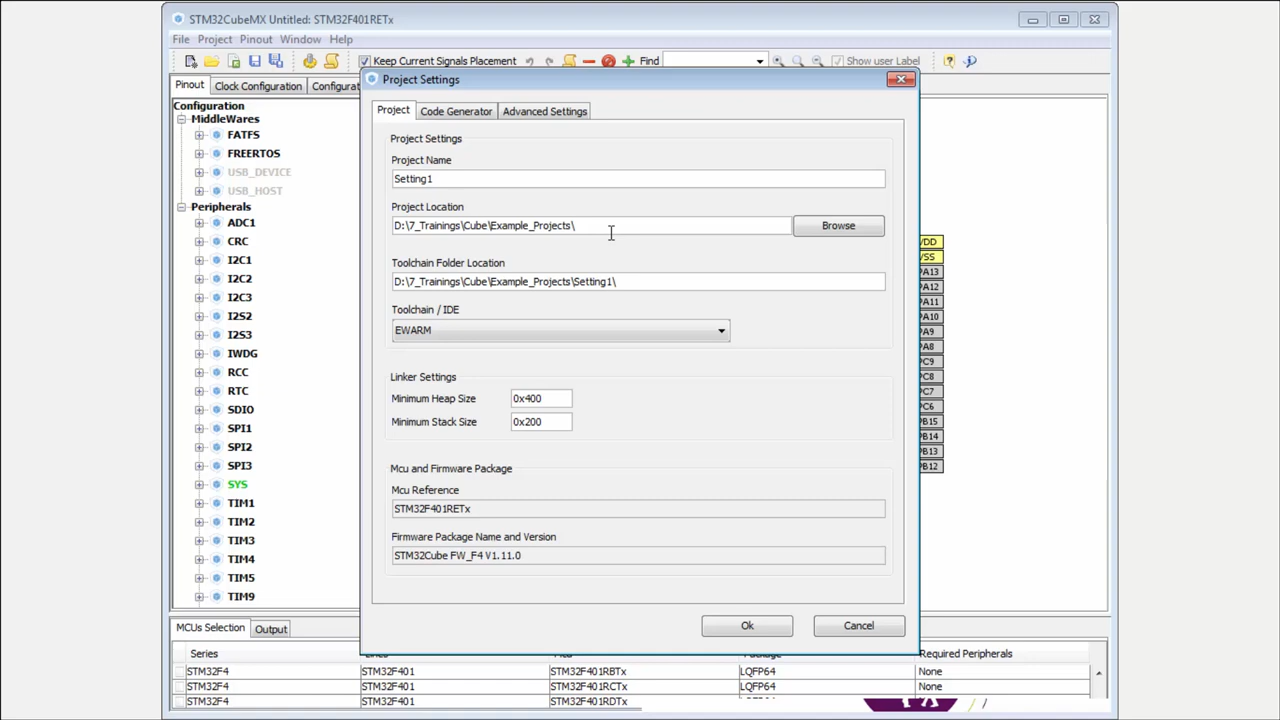 STM32CubeMX Untitled: STM32F401RETx
File Project Pinout Window Help
Keep Current Signals Placement
Find
Show user Label
Pinout
Clock Configuration
Configurat
Configuration
MiddleWares
FATFS
FREERTOS
USB_DEVICE
USB_HOST
Peripherals
ADC1
CRC
I2C1
I2C2
I2C3
I2S2
I2S3
IWDG
RCC
RTC
SDIO
SPI1
SPI2
SPI3
SYS
TIM1
TIM2
TIM3
TIM4
TIM5
TIM9
Project Settings
Project
Code Generator
Advanced Settings
Project Settings
Project Name
Setting1
Project Location
D:\7_Trainings\Cube\Example_Projects\
Browse
Toolchain Folder Location
D:\7_Trainings\Cube\Example_Projects\Setting1\
Toolchain / IDE
EWARM
Linker Settings
Minimum Heap Size 0x400
Minimum Stack Size 0x200
Mcu and Firmware Package
Mcu Reference
STM32F401RETx
Firmware Package Name and Version
STM32Cube FW_F4 V1.11.0
Ok
Cancel
PA13
PA12
PA11
PA10
PA9
PA8
PC9
PC8
PC7
PC6
PB15
PB14
PB13
PB12
MCUs Selection
Output
Series
Required Peripherals
STM32F4 STM32F401 STM32F401RBTx LQFP64 None
STM32F4 STM32F401 STM32F401RCTx LQFP64 None
STM32F4 STM32F401 STM32F401RDTx LQFP64 None